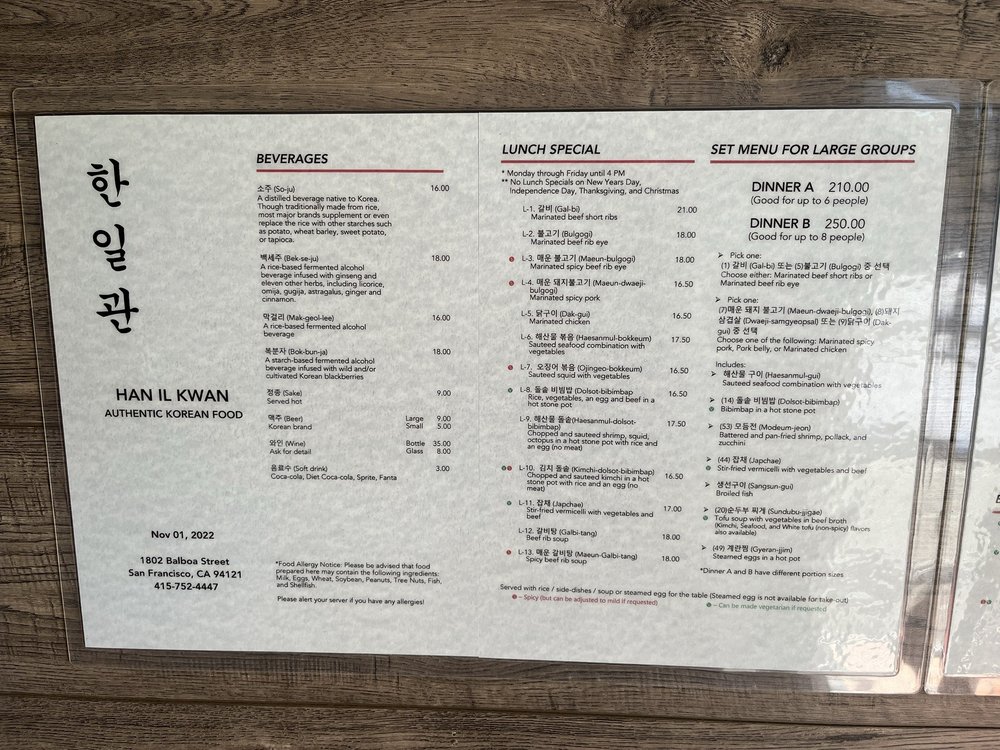 한
일
관
HAN IL KWAN
AUTHENTIC KOREAN FOOD
Nov 01, 2022
1802 Balboa Street
San Francisco, CA 94121
415-752-4447
BEVERAGES
소주 (So-ju) 16.00
A distilled beverage native to Korea.
Though traditionally made from rice,
most major brands supplement or even
replace the rice with other starches such
as potato, wheat barley, sweet potato,
or tapioca.
백세주 (Bek-se-ju) 18.00
A rice-based fermented alcohol
beverage infused with ginseng and
eleven other herbs, including licorice,
omija, gugija, astragalus, ginger and
cinnamon.
막걸리 (Mak-geol-lee) 16.00
A rice-based fermented alcohol
beverage
복분자 (Bok-bun-ja) 18.00
A starch-based fermented alcohol
beverage infused with wild and/or
cultivated Korean blackberries
정종 (Sake) 9.00
Served hot
맥주 (Beer) Large 9.00
Korean brand Small 5.00
와인 (Wine) Bottle 35.00
Ask for detail Glass 8.00
음료수 (Soft drink) 3.00
Coca-cola, Diet Coca-cola, Sprite, Fanta
*Food Allergy Notice: Please be advised that food
prepared here may contain the following ingredients:
Milk, Eggs, Wheat, Soybean, Peanuts, Tree Nuts, Fish,
and Shellfish.
Please alert your server if you have any allergies!
LUNCH SPECIAL
* Monday through Friday until 4 PM
** No Lunch Specials on New Years Day,
Independence Day, Thanksgiving, and Christmas
L-1. 갈비 (Gal-bi) 21.00
Marinated beef short ribs
L-2. 불고기 (Bulgogi) 18.00
Marinated beef rib eye
L-3. 매운 불고기 (Maeun-bulgogi) 18.00
Marinated spicy beef rib eye
L-4. 매운 돼지불고기 (Maeun-dwaeji-
bulgogi) 16.50
Marinated spicy pork
L-5. 닭구이 (Dak-gui) 16.50
Marinated chicken
L-6. 해산물 볶음 (Haesanmul-bokkeum) 17.50
Sauteed seafood combination with
vegetables
L-7. 오징어 볶음 (Ojingeo-bokkeum) 16.50
Sauteed squid with vegetables
L-8. 돌솥 비빔밥 (Dolsot-bibimbap) 16.50
Rice, vegetables, an egg and beef in a
hot stone pot
L-9. 해산물 돌솥(Haesanmul-dolsot-
bibimbap) 17.50
Chopped and sauteed shrimp, squid,
octopus in a hot stone pot with rice and
an egg (no meat)
L-10. 김치 돌솥 (Kimchi-dolsot-bibimbap)
Chopped and sauteed kimchi in a hot 16.50
stone pot with rice and an egg (no
meat)
L-11. 잡채 (Japchae) 17.00
Stir-fried vermicelli with vegetables and
beef
L-12. 갈비탕 (Galbi-tang) 18.00
Beef rib soup
L-13. 매운 갈비탕 (Maeun-Galbi-tang) 18.00
Spicy beef rib soup
Served with rice / side-dishes / soup or steamed egg for the table (Steamed egg is not available for take-out)
– Spicy (but can be adjusted to mild if requested)
– Can be made vegetarian if requested
SET MENU FOR LARGE GROUPS
DINNER A 210.00
(Good for up to 6 people)
DINNER B 250.00
(Good for up to 8 people)
➢ Pick one:
(1) 갈비 (Gal-bi) 또는 (5)불고기 (Bulgogi) 중 선택
Choose either: Marinated beef short ribs or
Marinated beef rib eye
➢ Pick one:
(7)매운 돼지 불고기 (Maeun-dwaeji-bulgogi), (8)돼지
삼겹살 (Dwaeji-samgyeopsal) 또는 (9)닭구이 (Dak-
gui) 중 선택
Choose one of the following: Marinated spicy
pork, Pork belly, or Marinated chicken
Includes:
➢ 해산물 구이 (Haesanmul-gui)
Sauteed seafood combination with vegetables
➢ (14) 돌솥 비빔밥 (Dolsot-bibimbap)
Bibimbap in a hot stone pot
➢ (53) 모듬전 (Modeum-jeon)
Battered and pan-fried shrimp, pollack, and
zucchini
➢ (44) 잡채 (Japchae)
Stir-fried vermicelli with vegetables and beef
➢ 생선구이 (Sangsun-gui)
Broiled fish
➢ (20)순두부 찌개 (Sundubu-jjigae)
Tofu soup with vegetables in beef broth
(Kimchi, Seafood, and White tofu (non-spicy) flavors
also available)
➢ (49) 계란찜 (Gyeran-jjim)
Steamed eggs in a hot pot
*Dinner A and B have different portion sizes